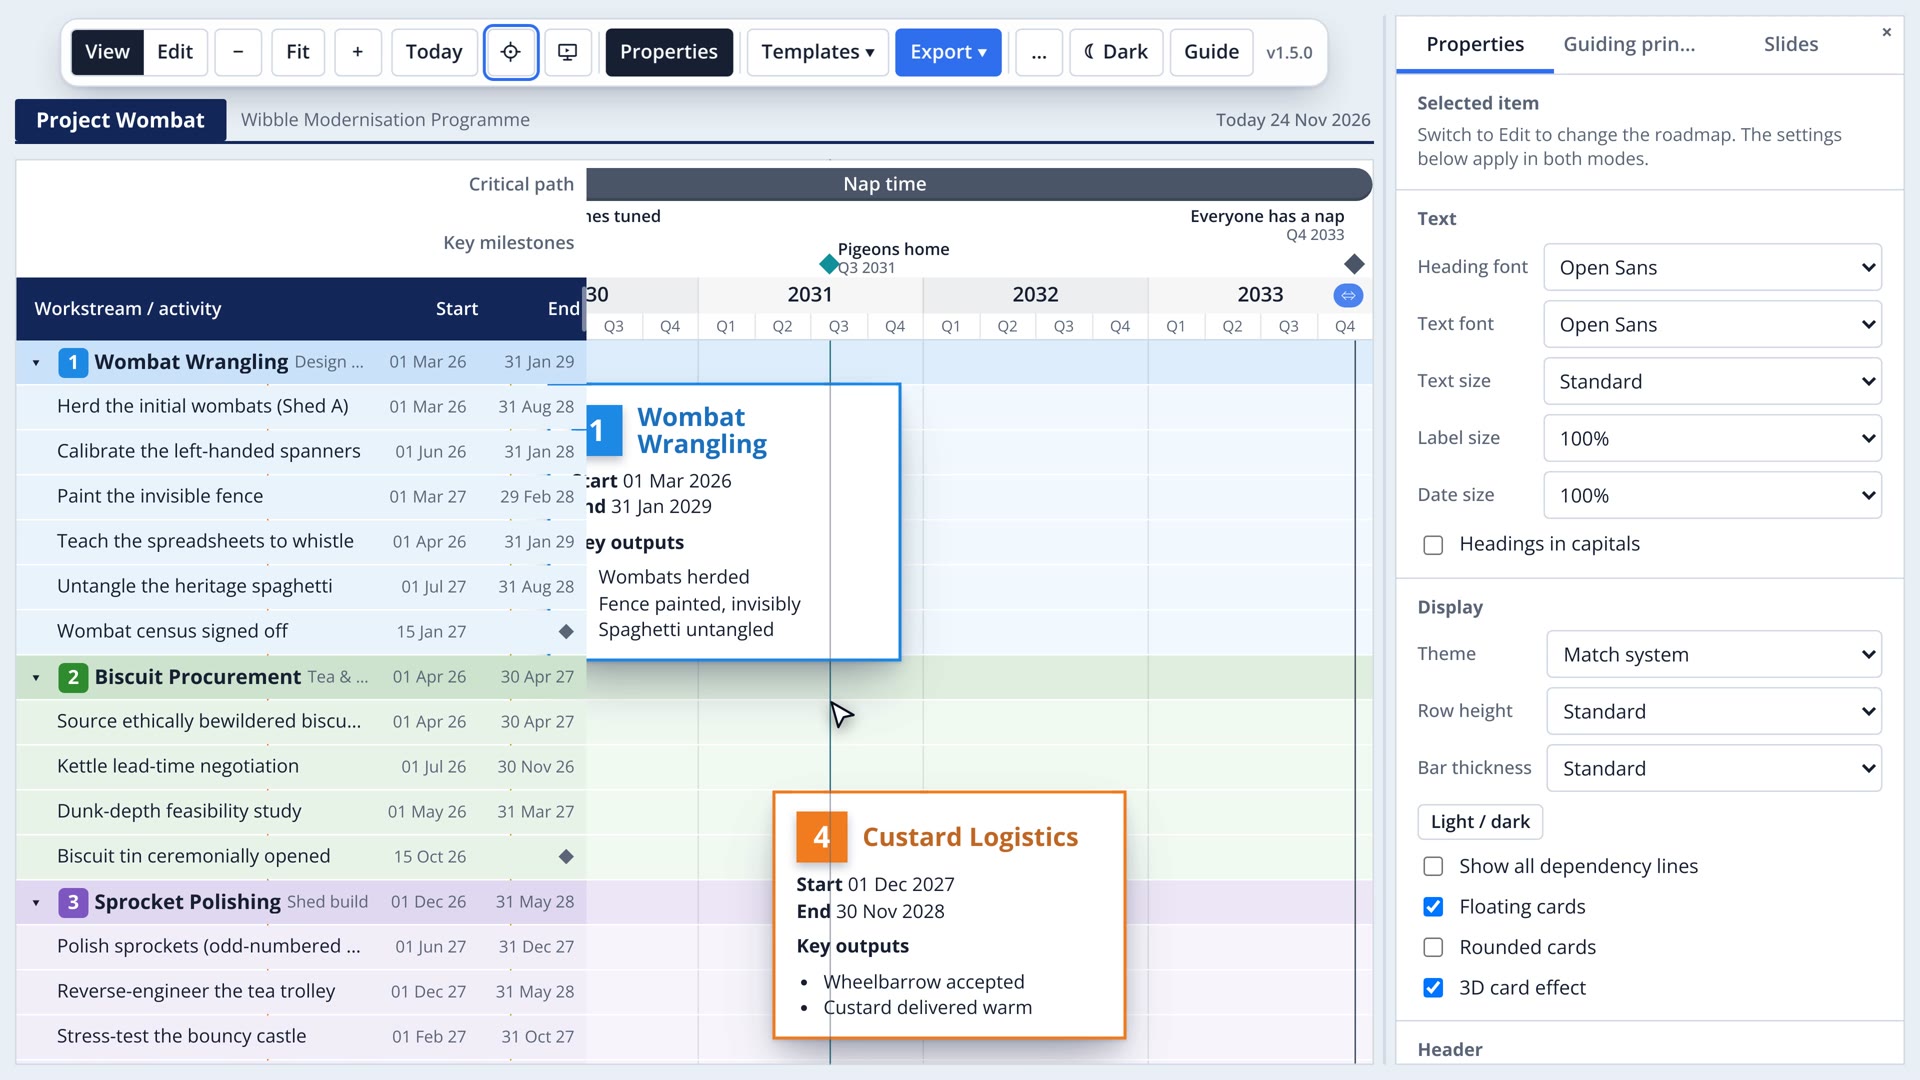 View Edit − Fit + Today Properties Templates ▾ Export ▾ ... Dark Guide v1.5.0
Project Wombat Wibble Modernisation Programme Today 24 Nov 2026
Critical path Nap time
nes tuned Everyone has a nap
Q4 2033
Key milestones Pigeons home
Q3 2031
Workstream / activity Start End 30 2031 2032 2033
Q3 Q4 Q1 Q2 Q3 Q4 Q1 Q2 Q3 Q4 Q1 Q2 Q3 Q4
1 Wombat Wrangling Design ... 01 Mar 26 31 Jan 29
Herd the initial wombats (Shed A) 01 Mar 26 31 Aug 28
Calibrate the left-handed spanners 01 Jun 26 31 Jan 28
Paint the invisible fence 01 Mar 27 29 Feb 28
Teach the spreadsheets to whistle 01 Apr 26 31 Jan 29
Untangle the heritage spaghetti 01 Jul 27 31 Aug 28
Wombat census signed off 15 Jan 27
2 Biscuit Procurement Tea & ... 01 Apr 26 30 Apr 27
Source ethically bewildered biscu... 01 Apr 26 30 Apr 27
Kettle lead-time negotiation 01 Jul 26 30 Nov 26
Dunk-depth feasibility study 01 May 26 31 Mar 27
Biscuit tin ceremonially opened 15 Oct 26
3 Sprocket Polishing Shed build 01 Dec 26 31 May 28
Polish sprockets (odd-numbered ... 01 Jun 27 31 Dec 27
Reverse-engineer the tea trolley 01 Dec 27 31 May 28
Stress-test the bouncy castle 01 Feb 27 31 Oct 27
1 Wombat
Wrangling
tart 01 Mar 2026
nd 31 Jan 2029
ey outputs
Wombats herded
Fence painted, invisibly
Spaghetti untangled
4 Custard Logistics
Start 01 Dec 2027
End 30 Nov 2028
Key outputs
• Wheelbarrow accepted
• Custard delivered warm
Properties Guiding prin... Slides ×
Selected item
Switch to Edit to change the roadmap. The settings
below apply in both modes.
Text
Heading font Open Sans
Text font Open Sans
Text size Standard
Label size 100%
Date size 100%
Headings in capitals
Display
Theme Match system
Row height Standard
Bar thickness Standard
Light / dark
Show all dependency lines
Floating cards
Rounded cards
3D card effect
Header